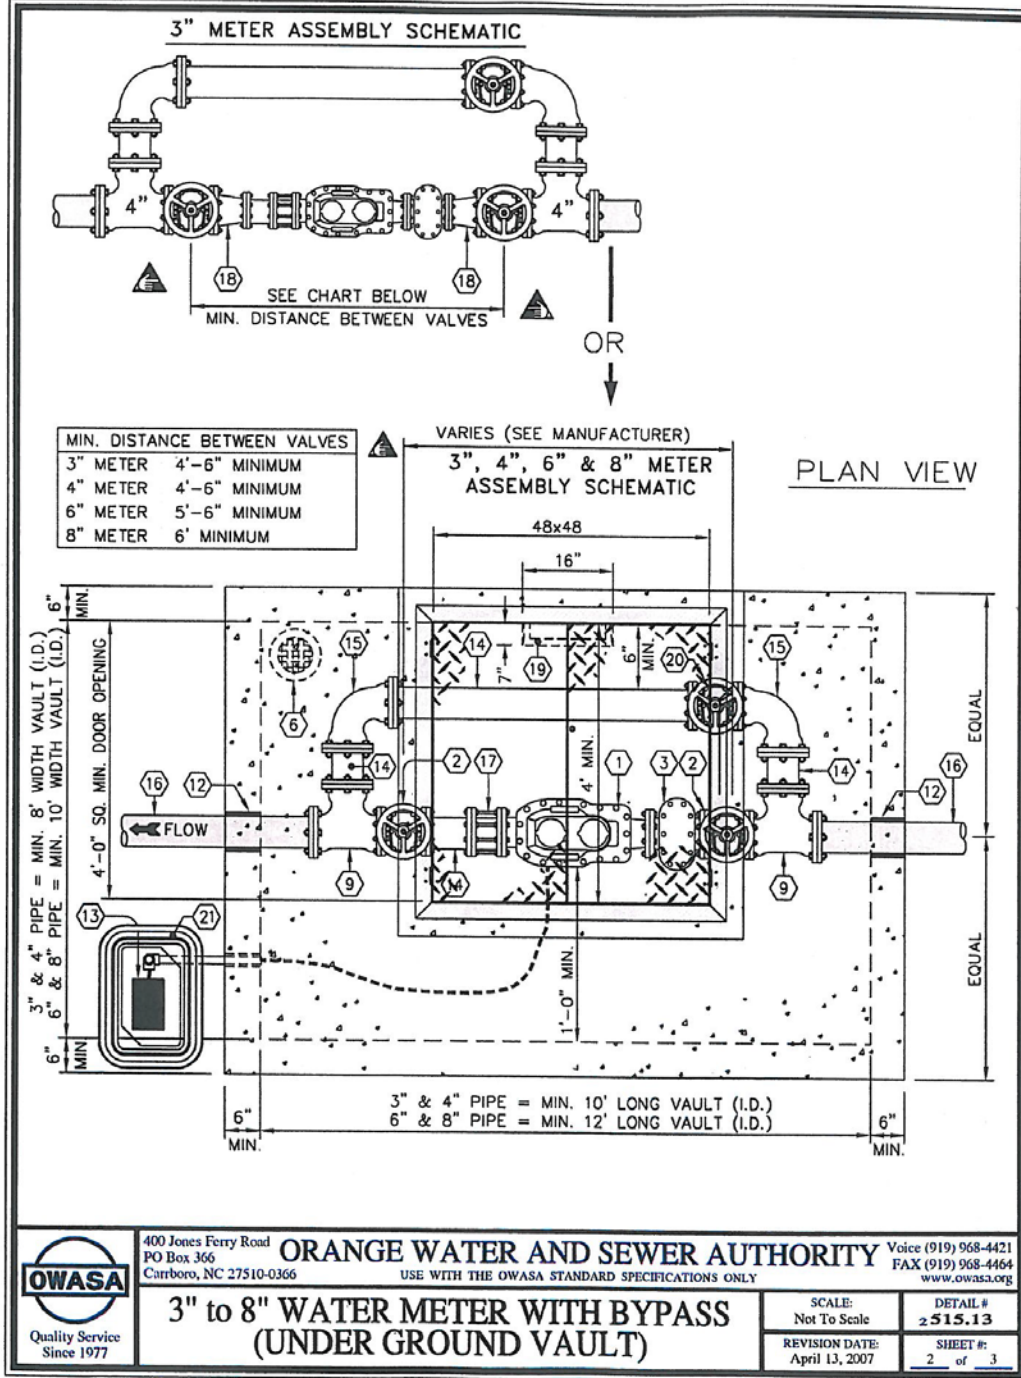 3" METER ASSEMBLY SCHEMATIC
4"
4"
18
18
SEE CHART BELOW
MIN. DISTANCE BETWEEN VALVES
OR
MIN. DISTANCE BETWEEN VALVES
3" METER 4'-6" MINIMUM
4" METER 4'-6" MINIMUM
6" METER 5'-6" MINIMUM
8" METER 6' MINIMUM
VARIES (SEE MANUFACTURER)
3", 4", 6" & 8" METER
ASSEMBLY SCHEMATIC
PLAN VIEW
48x48
16"
6"
MIN.
3" & 4" PIPE = MIN. 8' WIDTH VAULT (I.D.)
6" & 8" PIPE = MIN. 10' WIDTH VAULT (I.D.)
4'-0" SQ. MIN. DOOR OPENING
15
14
7"
19
6"
MIN.
20
15
6
EQUAL
16
12
14
2
17
4' MIN.
1
3
2
14
12
16
FLOW
9
14
9
13
21
1'-0" MIN.
EQUAL
6"
MIN
6"
MIN.
3" & 4" PIPE = MIN. 10' LONG VAULT (I.D.)
6" & 8" PIPE = MIN. 12' LONG VAULT (I.D.)
6"
MIN.
OWASA
Quality Service
Since 1977
400 Jones Ferry Road
PO Box 366
Carrboro, NC 27510-0366
ORANGE WATER AND SEWER AUTHORITY
USE WITH THE OWASA STANDARD SPECIFICATIONS ONLY
Voice (919) 968-4421
FAX (919) 968-4464
www.owasa.org
3" to 8" WATER METER WITH BYPASS
(UNDER GROUND VAULT)
SCALE:
Not To Scale
DETAIL #
2 515.13
REVISION DATE:
April 13, 2007
SHEET #:
2 of 3